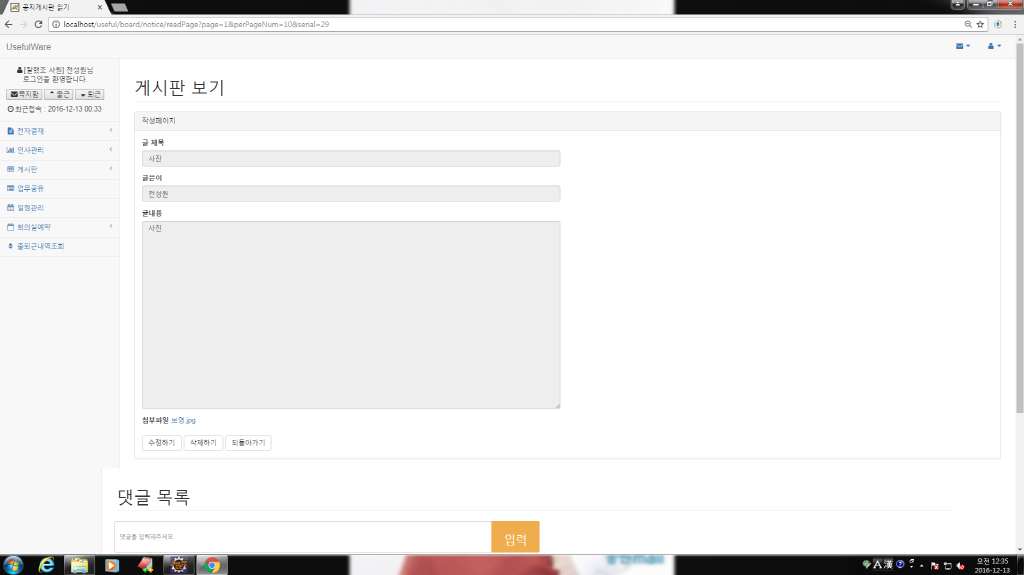 공지게시판 읽기
localhost/useful/board/notice/readPage?page=1&perPageNum=10&serial=29
UsefulWare
[잘했조 사원] 전성원님
로그인을 환영합니다.
쪽지함 출근 퇴근
최근접속 : 2016-12-13 00:33
전자결재
인사관리
게시판
업무공유
일정관리
회의실예약
출퇴근내역조회
게시판 보기
작성페이지
글 제목
사진
글쓴이
전성원
글내용
사진
첨부파일 보영.jpg
수정하기 삭제하기 되돌아가기
댓글 목록
댓글을 입력해주세요
입력
A 漢
오전 12:35
2016-12-13